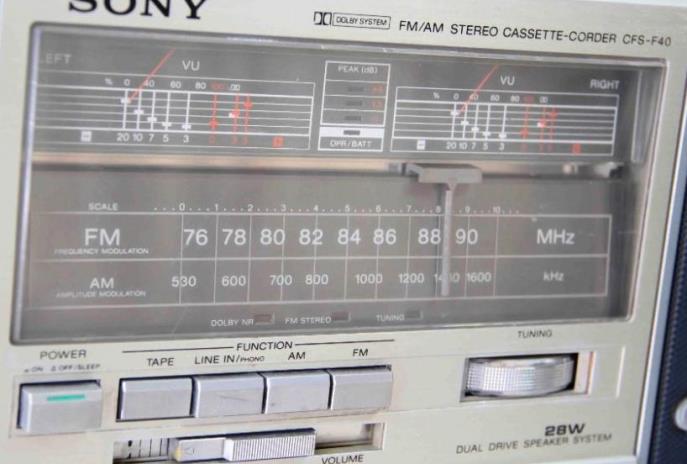 SONY
DOLBY SYSTEM FM/AM STEREO CASSETTE-CORDER CFS-F40
LEFT VU PEAK (dB) VU RIGHT
% 0 40 60 80 100 % 0 40 60 80 100
20 10 7 5 3 20 10 7 5 3
OPR/BATT
SCALE ...0...1...2...3...4...5...6...7...8...9...10...
FM 76 78 80 82 84 86 88 90 MHz
FREQUENCY MODULATION
AM 530 600 700 800 1000 1200 1600 kHz
AMPLITUDE MODULATION
DOLBY NR FM STEREO TUNING
POWER FUNCTION TUNING
ON OFF/SLEEP TAPE LINE IN/PHONO AM FM
28W
DUAL DRIVE SPEAKER SYSTEM
VOLUME